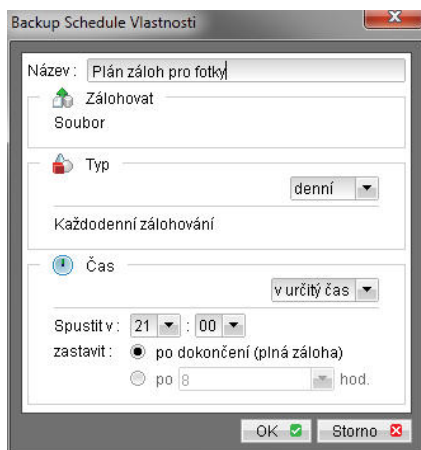 Backup Schedule Vlastnosti
Název: Plán záloh pro fotky
Zálohovat
Soubor
Typ
denní
Každodenní zálohování
Čas
v určitý čas
Spustit v: 21 : 00
zastavit: po dokončení (plná záloha)
po 8 hod.
OK Storno